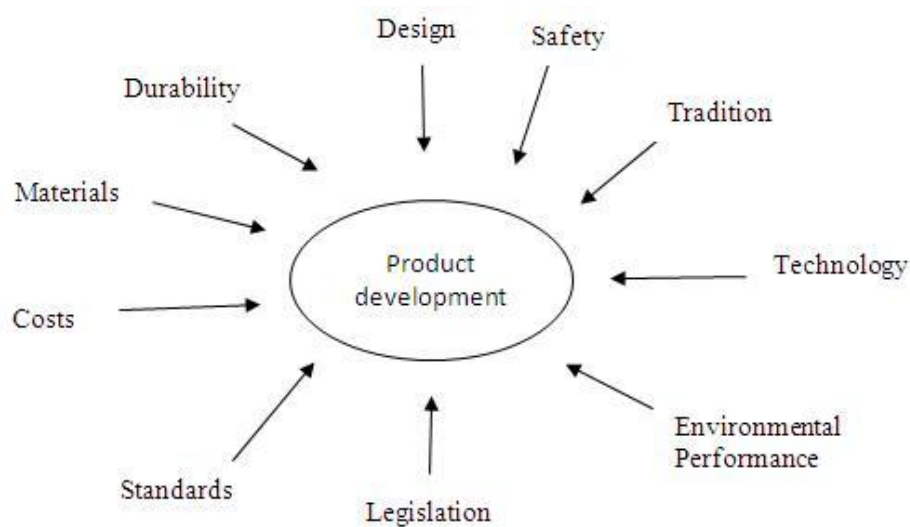 Design
Safety
Durability
Tradition
Materials
Product
development
Technology
Costs
Environmental
Performance
Standards
Legislation